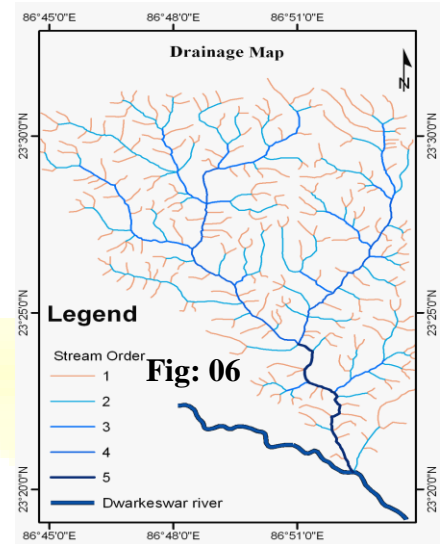 86°45'0"E 86°48'0"E 86°51'0"E
Drainage Map
N
23°30'0"N
23°30'0"N
23°25'0"N
23°25'0"N
Legend
Stream Order
Fig: 06
1
2
3
4
5
Dwarkeswar river
23°20'0"N
23°20'0"N
86°45'0"E 86°48'0"E 86°51'0"E